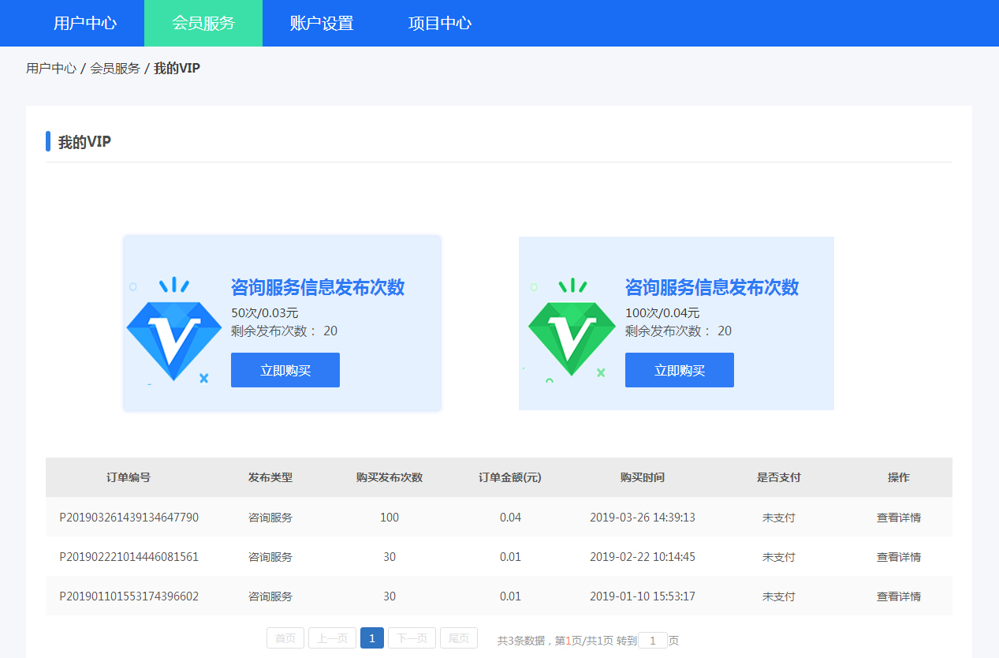 用户中心 会员服务 账户设置 项目中心
用户中心 / 会员服务 / 我的VIP
我的VIP
咨询服务信息发布次数
50次/0.03元
剩余发布次数： 20
立即购买
咨询服务信息发布次数
100次/0.04元
剩余发布次数： 20
立即购买
订单编号 发布类型 购买发布次数 订单金额(元) 购买时间 是否支付 操作
P201903261439134647790 咨询服务 100 0.04 2019-03-26 14:39:13 未支付 查看详情
P201902221014446081561 咨询服务 30 0.01 2019-02-22 10:14:45 未支付 查看详情
P201901101553174396602 咨询服务 30 0.01 2019-01-10 15:53:17 未支付 查看详情
首页 上一页 1 下一页 尾页 共3条数据，第1页/共1页 转到 1 页